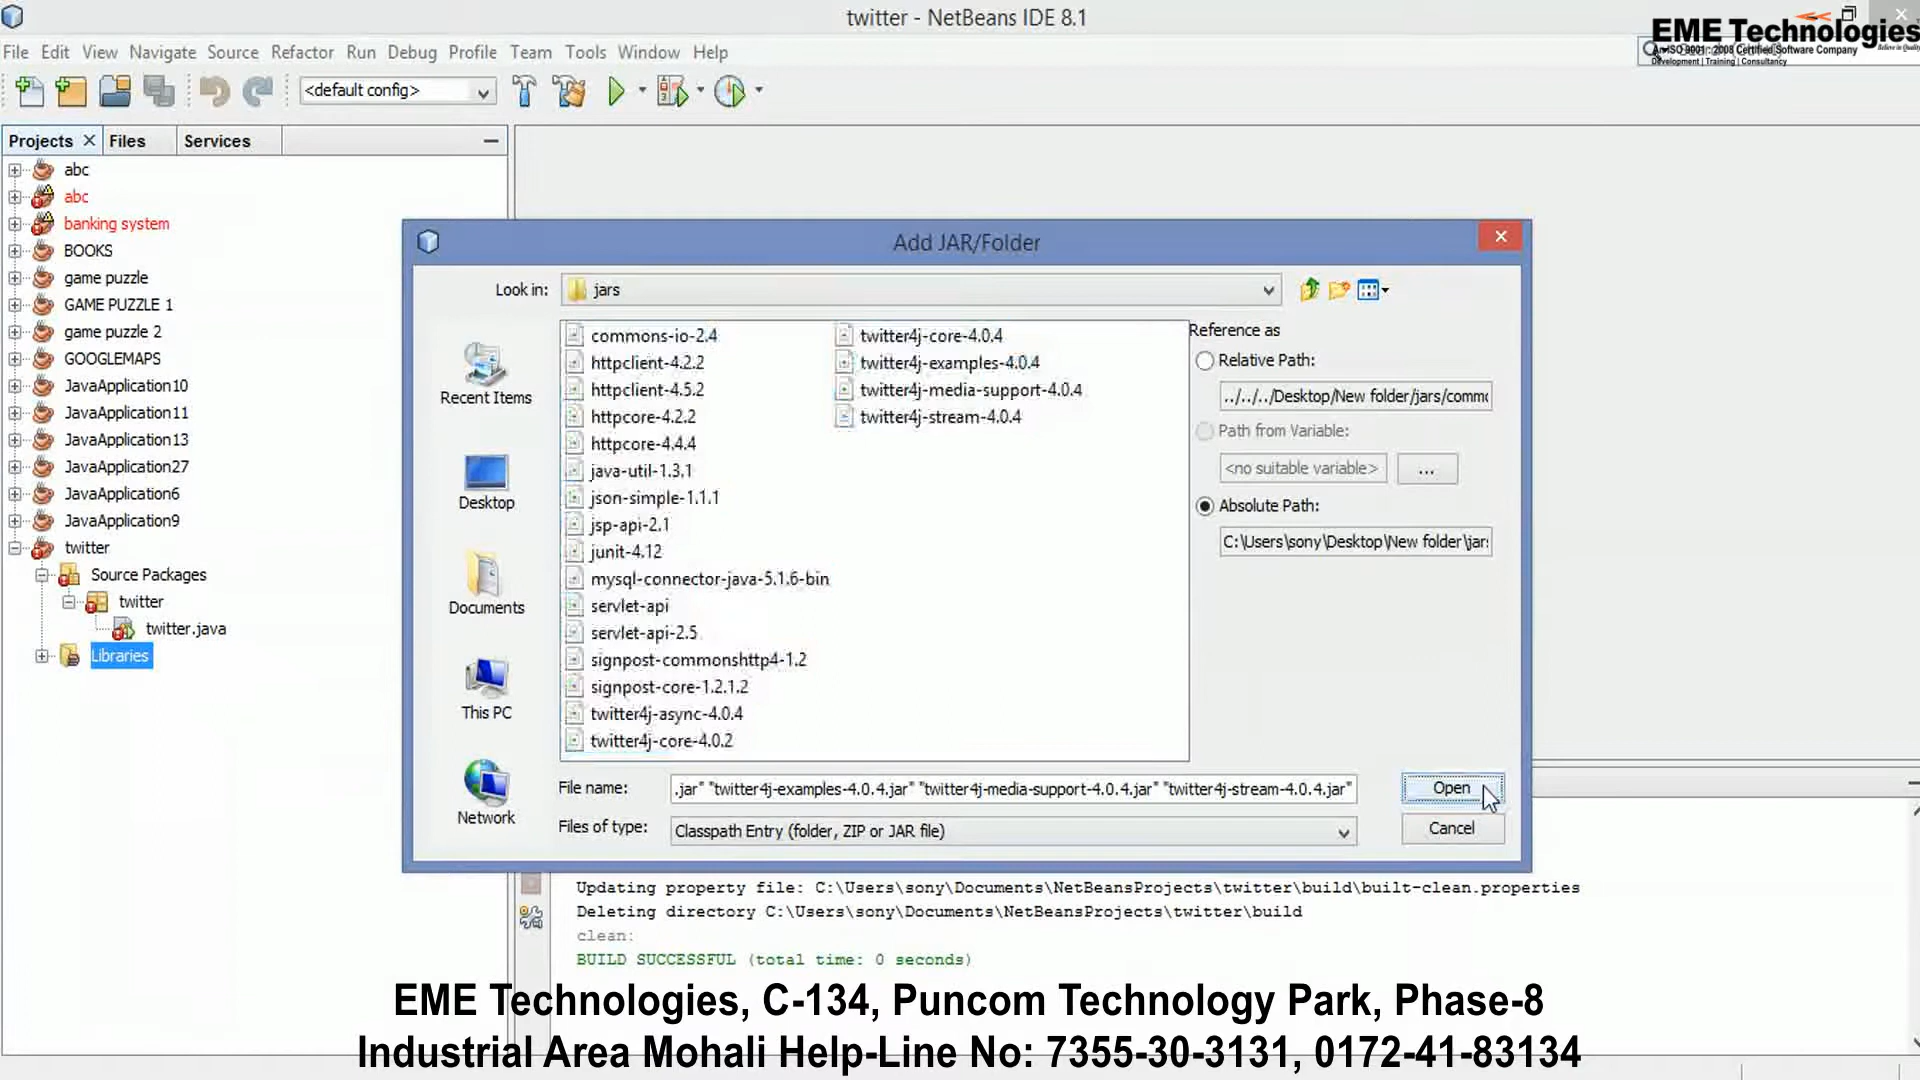 twitter - NetBeans IDE 8.1
EME Technologies
An ISO 9001 : 2008 Certified Software Company
Development | Training | Consultancy
File Edit View Navigate Source Refactor Run Debug Profile Team Tools Window Help
<default config>
Projects Files Services
abc
abc
banking system
BOOKS
game puzzle
GAME PUZZLE 1
game puzzle 2
GOOGLEMAPS
JavaApplication10
JavaApplication11
JavaApplication13
JavaApplication27
JavaApplication6
JavaApplication9
twitter
Source Packages
twitter
twitter.java
Libraries
Add JAR/Folder
Look in: jars
Recent Items
Desktop
Documents
This PC
Network
commons-io-2.4
httpclient-4.2.2
httpclient-4.5.2
httpcore-4.2.2
httpcore-4.4.4
java-util-1.3.1
json-simple-1.1.1
jsp-api-2.1
junit-4.12
mysql-connector-java-5.1.6-bin
servlet-api
servlet-api-2.5
signpost-commonshttp4-1.2
signpost-core-1.2.1.2
twitter4j-async-4.0.4
twitter4j-core-4.0.2
twitter4j-core-4.0.4
twitter4j-examples-4.0.4
twitter4j-media-support-4.0.4
twitter4j-stream-4.0.4
Reference as
Relative Path:
../../../Desktop/New folder/jars/commo
Path from Variable:
<no suitable variable> ...
Absolute Path:
C:\Users\sony\Desktop\New folder\jars
File name: .jar" "twitter4j-examples-4.0.4.jar" "twitter4j-media-support-4.0.4.jar" "twitter4j-stream-4.0.4.jar"
Open
Files of type: Classpath Entry (folder, ZIP or JAR file)
Cancel
Updating property file: C:\Users\sony\Documents\NetBeansProjects\twitter\build\built-clean.properties
Deleting directory C:\Users\sony\Documents\NetBeansProjects\twitter\build
clean:
BUILD SUCCESSFUL (total time: 0 seconds)
EME Technologies, C-134, Puncom Technology Park, Phase-8
Industrial Area Mohali Help-Line No: 7355-30-3131, 0172-41-83134